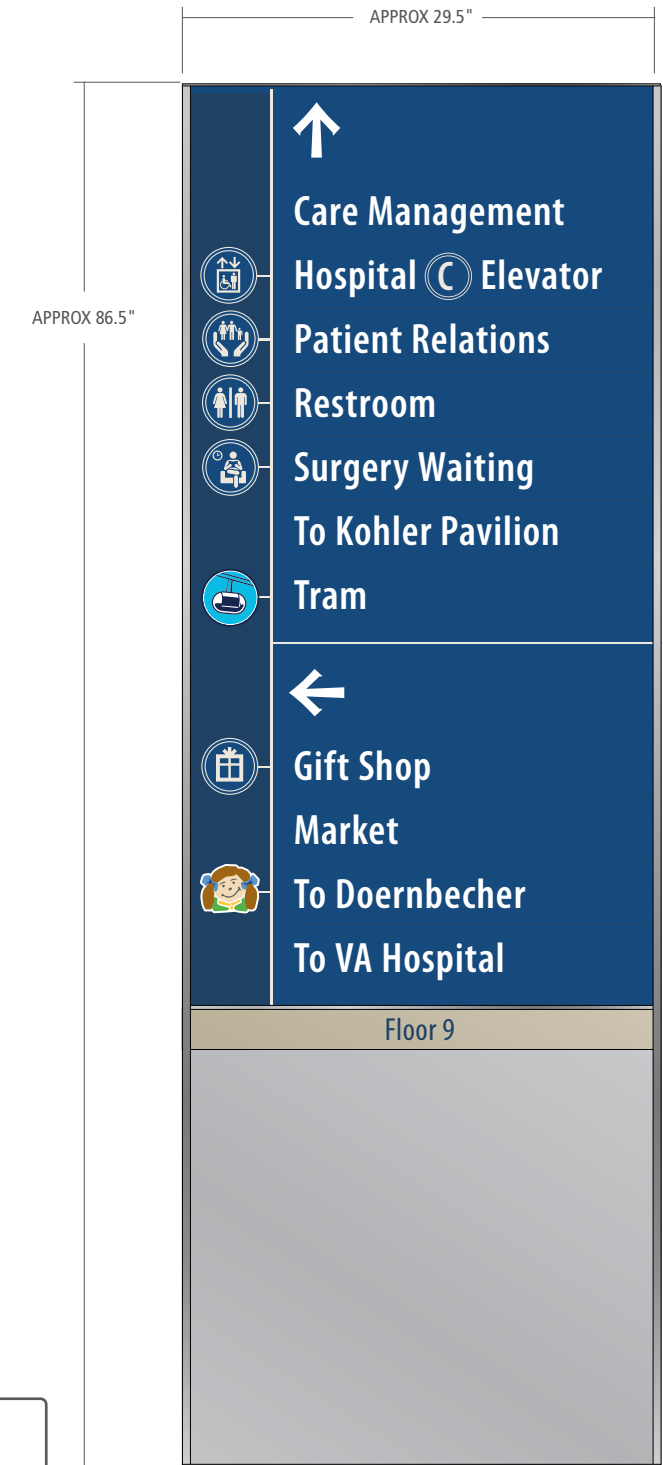 APPROX 29.5"
APPROX 86.5"
Care Management
Hospital C Elevator
Patient Relations
Restroom
Surgery Waiting
To Kohler Pavilion
Tram
Gift Shop
Market
To Doernbecher
To VA Hospital
Floor 9